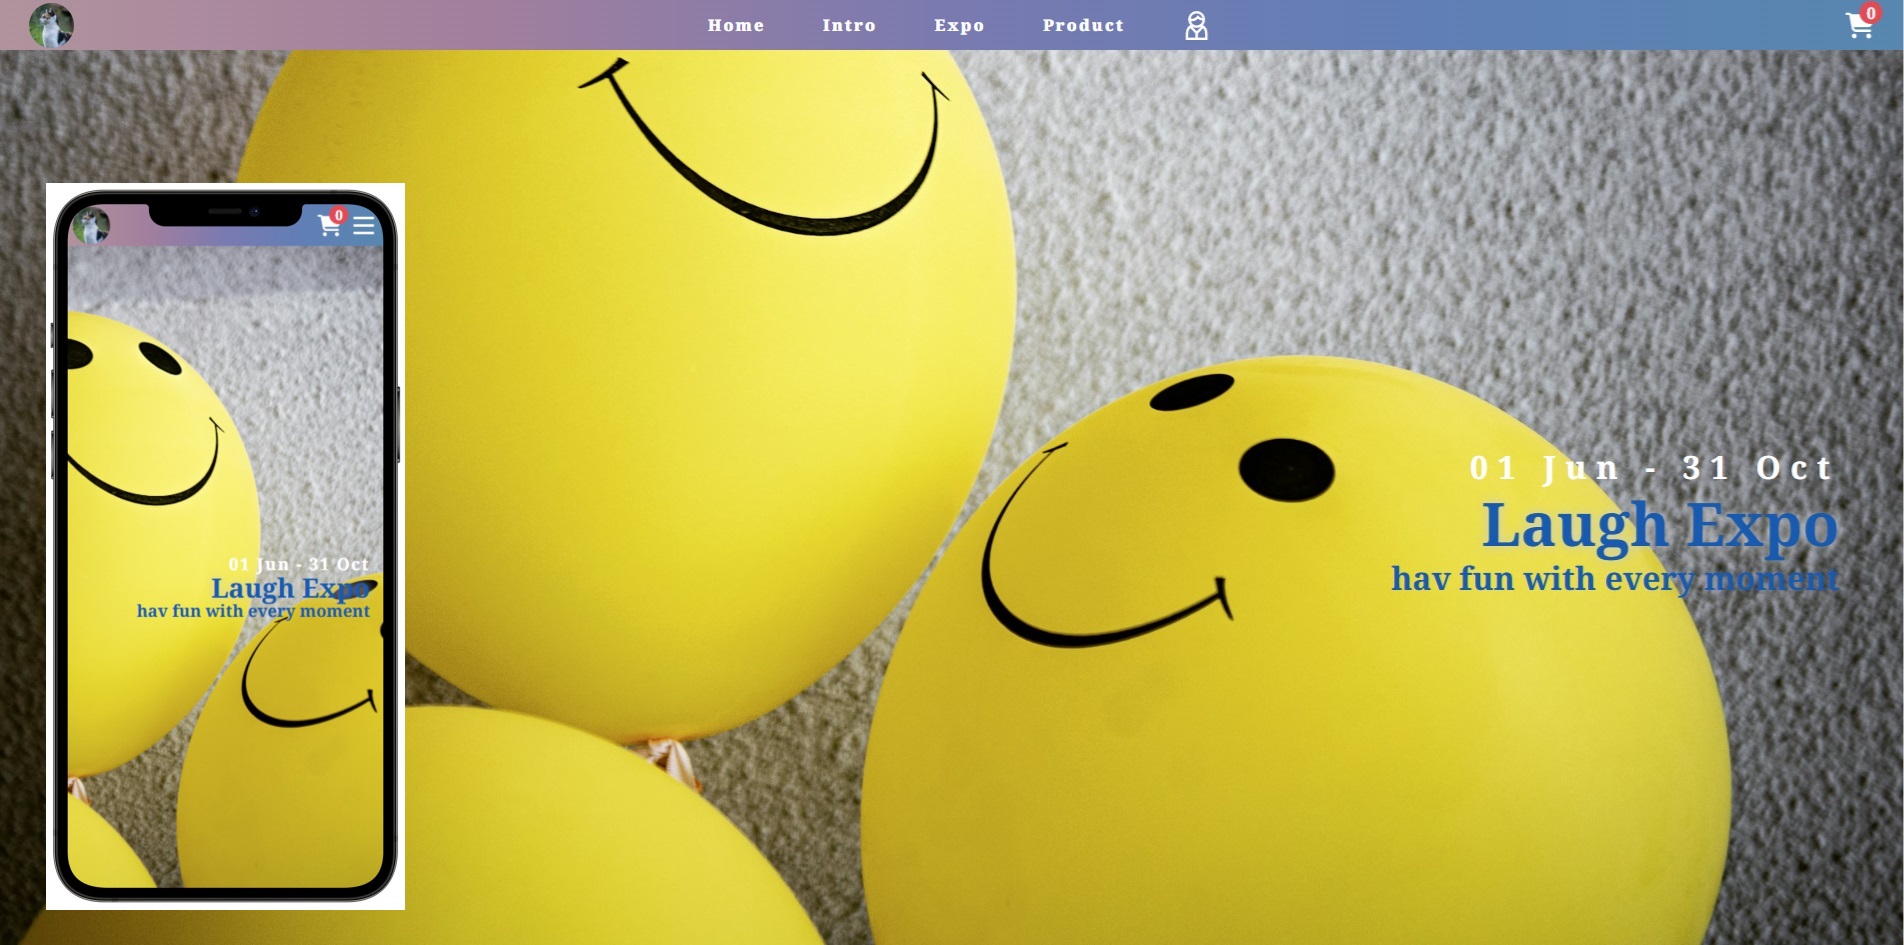 Home Intro Expo Product 0
0
01 Jun - 31 Oct
Laugh Expo
hav fun with every moment
01 Jun - 31 Oct
Laugh Expo
hav fun with every moment